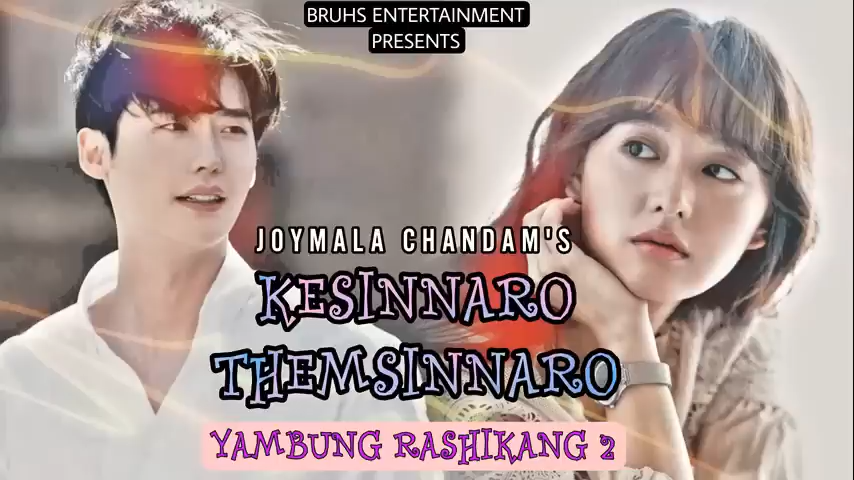 BRUHS ENTERTAINMENT
PRESENTS
JOYMALA CHANDAM'S
KESINNARO
THEMSINNARO
YAMBUNG RASHIKANG 2